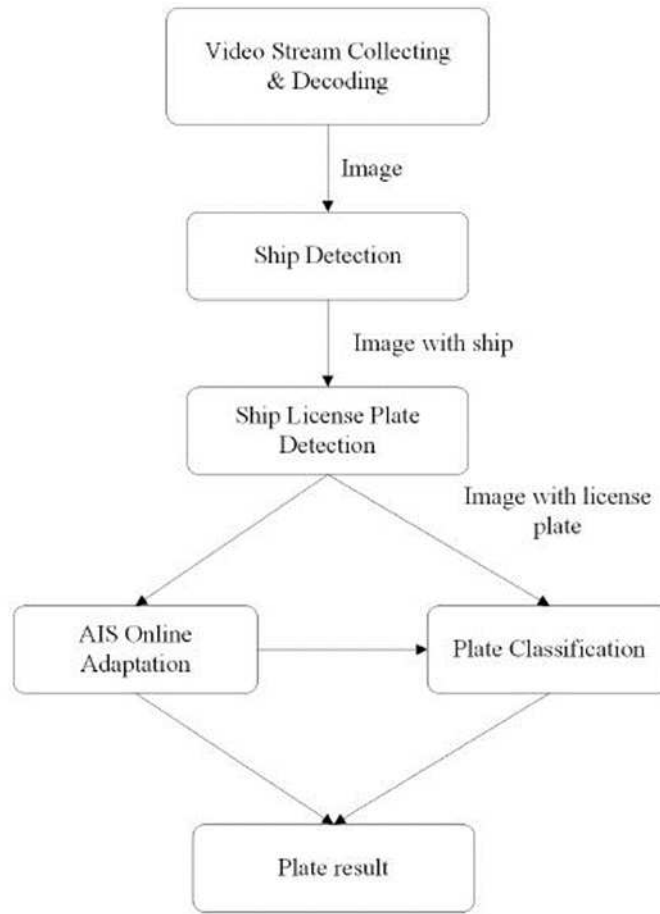 Video Stream Collecting
& Decoding
Image
Ship Detection
Image with ship
Ship License Plate
Detection
Image with license
plate
AIS Online
Adaptation
Plate Classification
Plate result